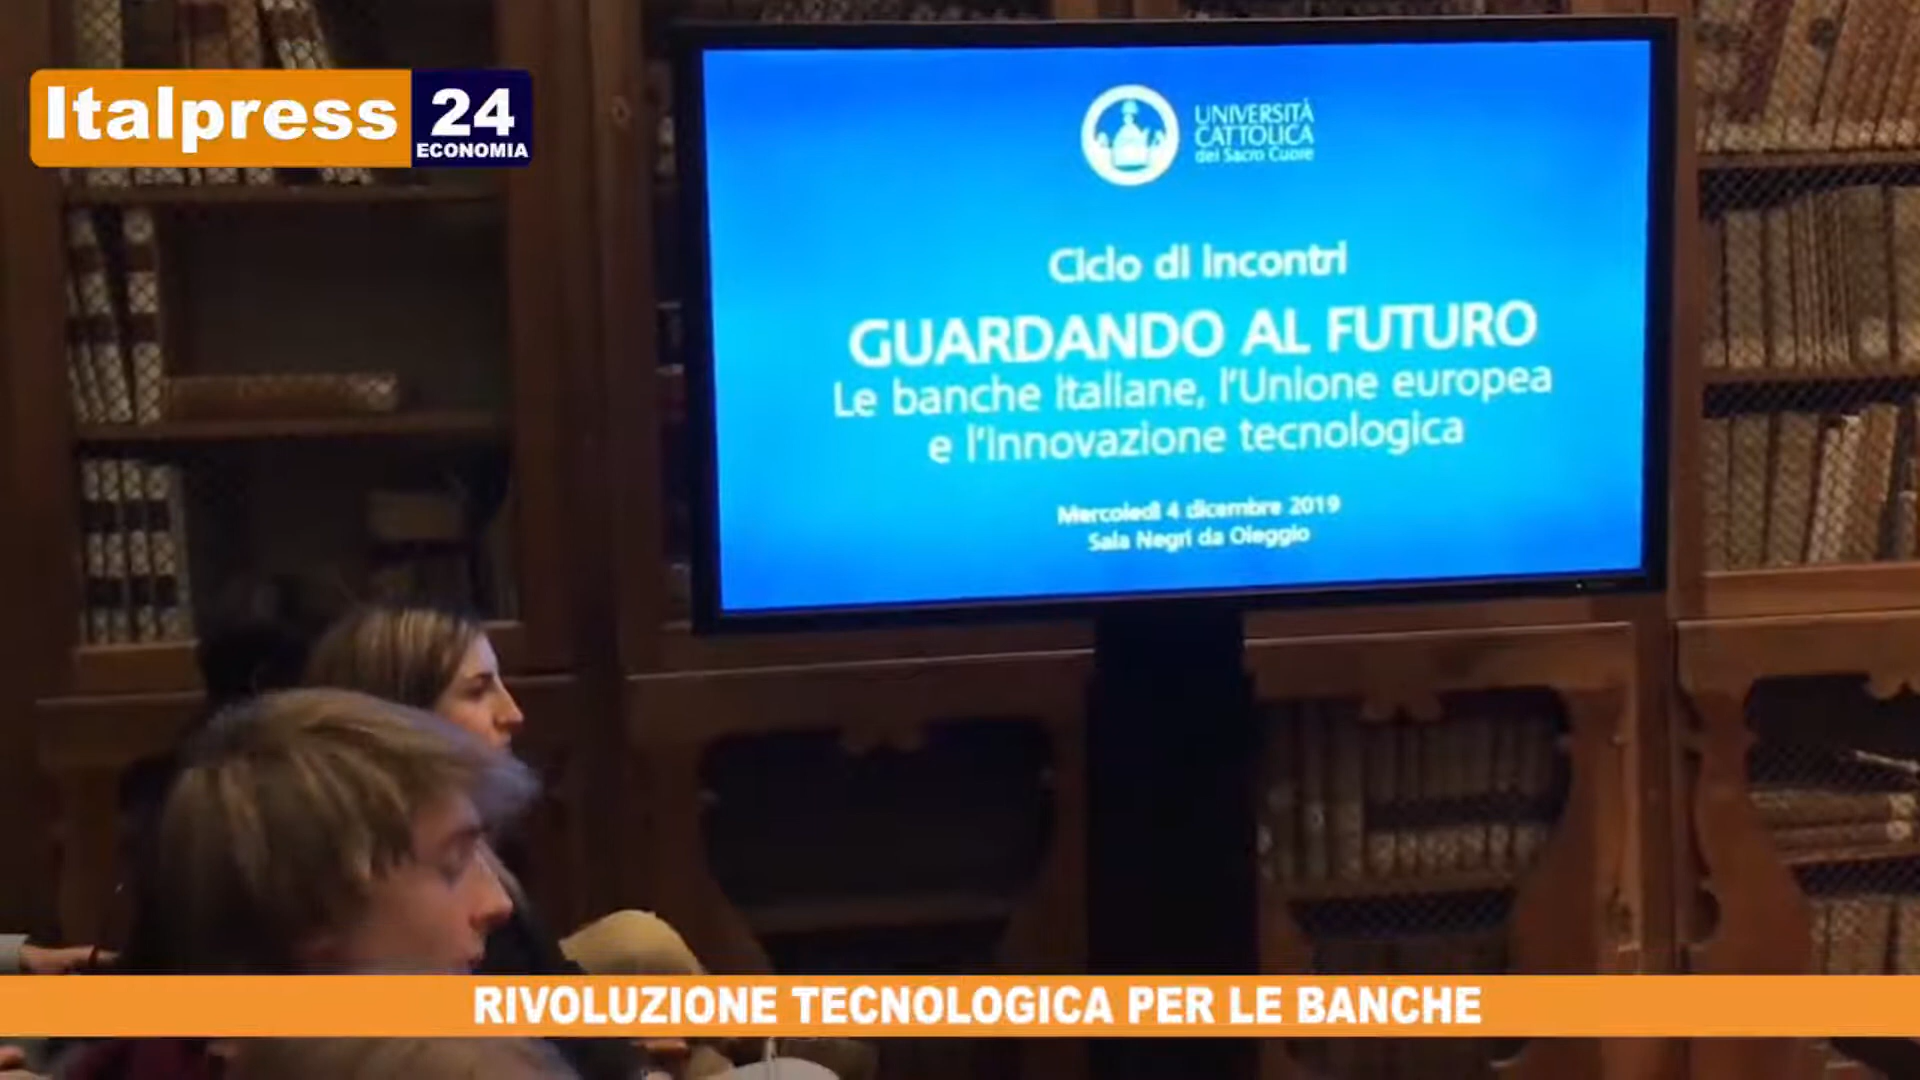 Italpress 24
ECONOMIA
UNIVERSITÀ
CATTOLICA
del Sacro Cuore
Ciclo di incontri
GUARDANDO AL FUTURO
Le banche italiane, l'Unione europea
e l'innovazione tecnologica
Mercoledì 4 dicembre 2019
Sala Negri da Oleggio
RIVOLUZIONE TECNOLOGICA PER LE BANCHE